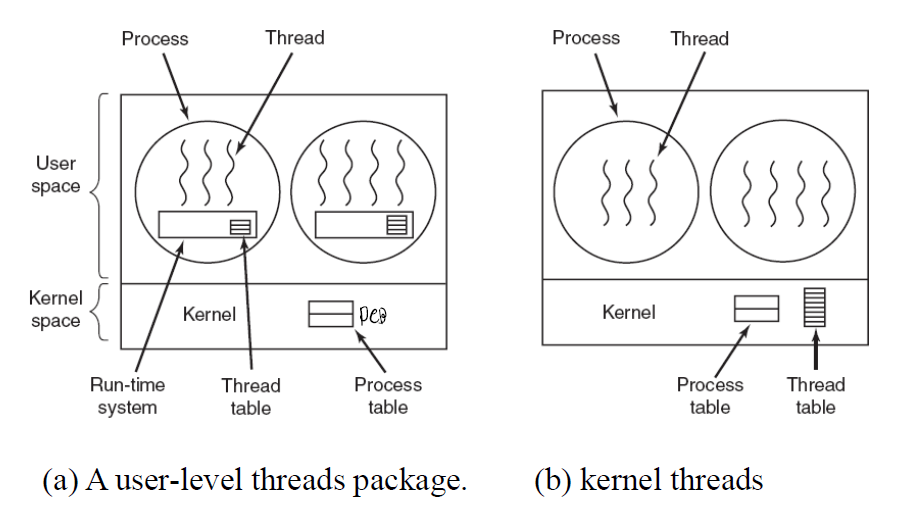 Process
Thread
Process
Thread
User
space
Kernel
space
Kernel
PCB
Kernel
Run-time
system
Thread
table
Process
table
Process
table
Thread
table
(a) A user-level threads package.
(b) kernel threads